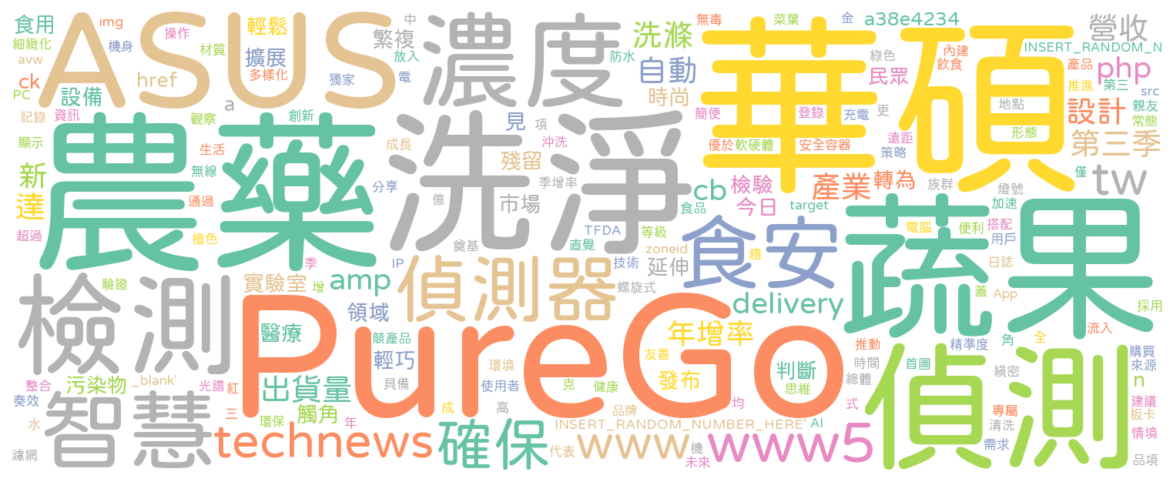 ASUS
濃度
華碩
農藥
洗淨
蔬果
檢測
PureGo
偵測
智慧
偵測器
食安
確保
technews
www
www5
delivery
年增率
出貨量
產業
設計
第三季
營收
tw
php
洗滌
自動
繁複
輕鬆
擴展
食用
細緻化
img
機身
操作
材質
avw
ck
href
多樣化
獨家
中
放入
電
防水
時尚
無毒
菜葉
金
a38e4234
綠色
民眾
內建
飲食
INSERT_RANDOM_N
產品
推進
第三
src
親友
常態
PC
設備
a
記錄
資訊
觀察
創新
顯示
生活
無線
新
達
通過
超過
橙色
見
項
沖洗
成長
殘留
分享
季增率
市場
億
奠基
TFDA
等級
食品
直覺
zoneid
延伸
技術
IP
螺旋式
簡便
登錄
充電
更
優於
軟硬體
安全容器
遠距
策略
地點
形態
僅
檢驗
轉為
今日
cb
target
族群
燈號
加速
電腦
便利
搭配
用戶
趨
日誌
蓋
App
採用
流入
驗證
實驗室
季
增
amp
領域
醫療
競產品
輕巧
具備
環境
使用者
友善
克
健康
發布
判斷
思維
推動
時間
總體
精準度
首圖
角
全
縝密
購買
來源
n
建議
板卡
情境
品項
專屬
清洗
需求
式
均
品牌
AI
INSERT_RANDOM_NUMBER_HERE'
代表
機
未來
成
高
年
觸角
環保
三
紅
光譜
_blank'
污染物
整合
奏效
水
濾網